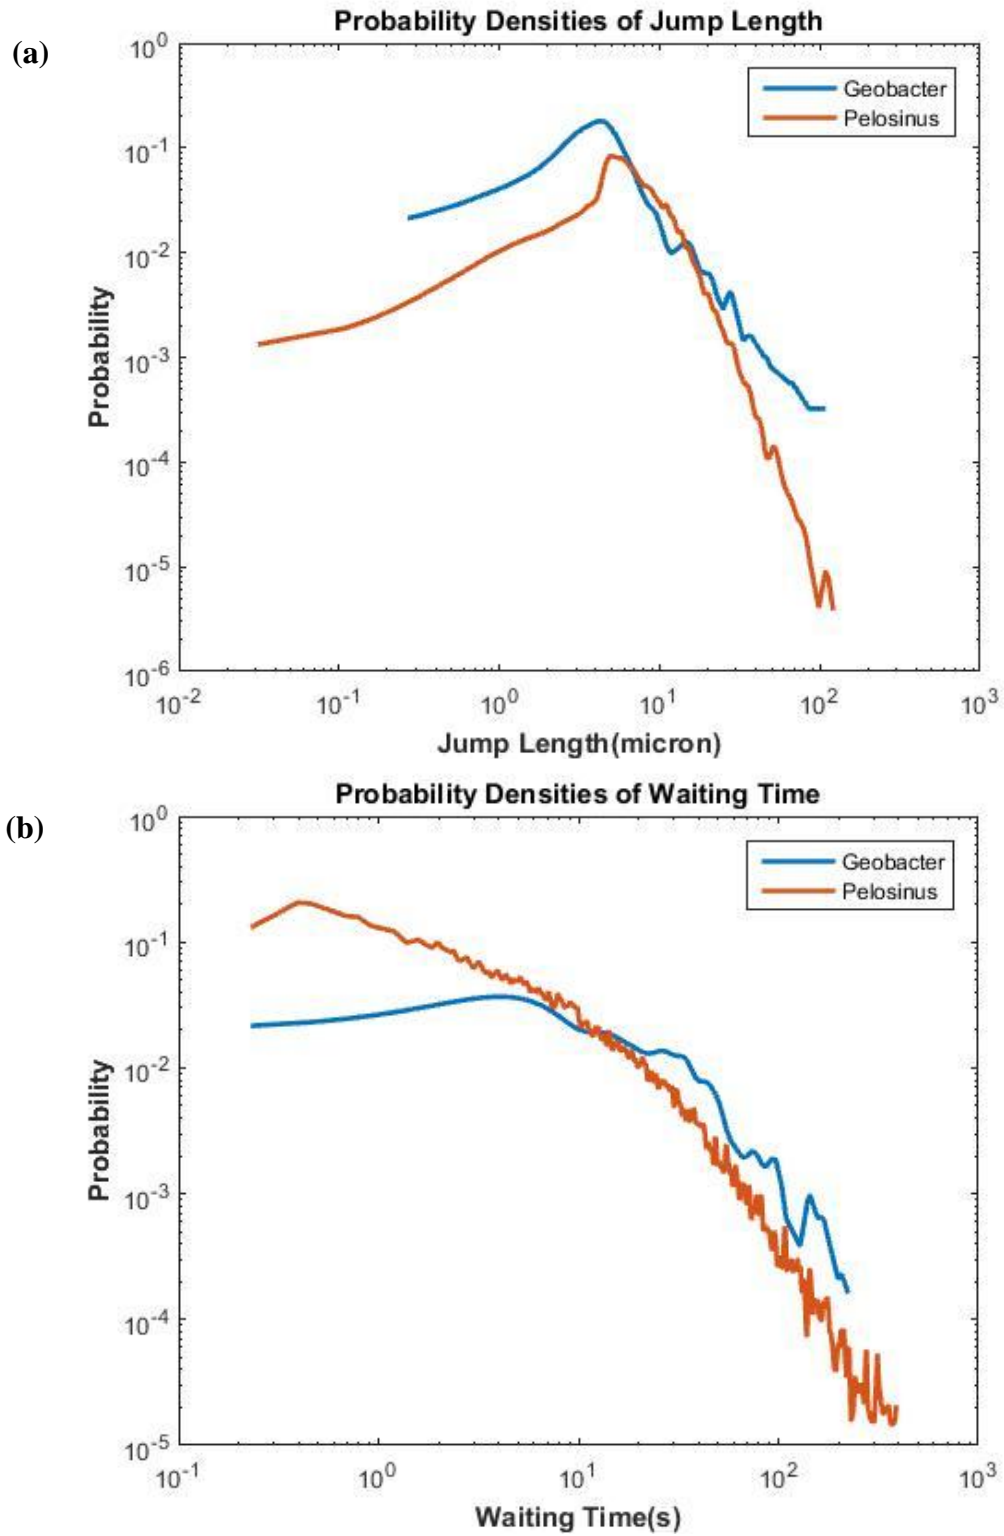 (a)
Probability Densities of Jump Length
Geobacter
Pelosinus
10^0
10^-1
10^-2
10^-3
10^-4
10^-5
10^-6
Probability
10^-2 10^-1 10^0 10^1 10^2 10^3
Jump Length(micron)
(b)
Probability Densities of Waiting Time
Geobacter
Pelosinus
10^0
10^-1
10^-2
10^-3
10^-4
10^-5
Probability
10^-1 10^0 10^1 10^2 10^3
Waiting Time(s)